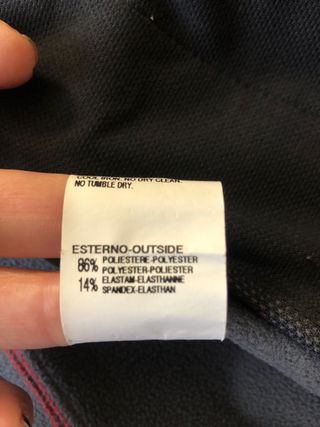 COOL IRON. NO DRY CLEAN.
NO TUMBLE DRY.
ESTERNO-OUTSIDE
86% POLIESTERE-POLYESTER
POLYESTER-POLIESTER
14% ELASTAM-ELASTHANNE
SPANDEX-ELASTHAN